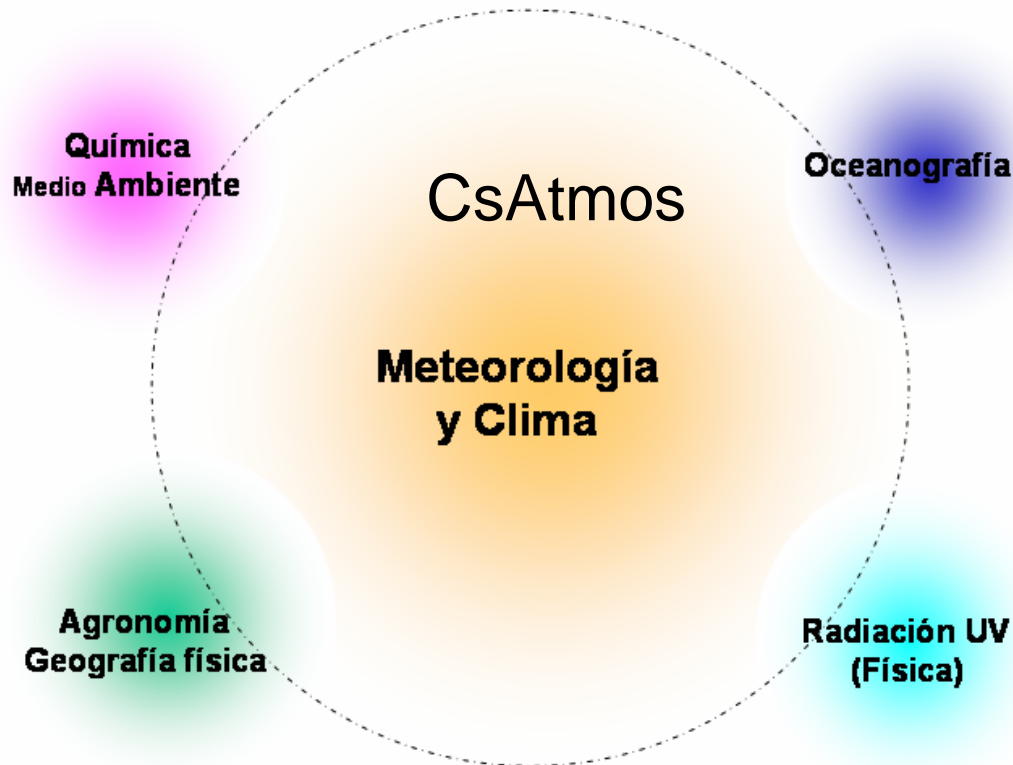 Química
Medio Ambiente
Oceanografía
CsAtmos
Meteorología
y Clima
Agronomía
Geografía física
Radiación UV
(Física)